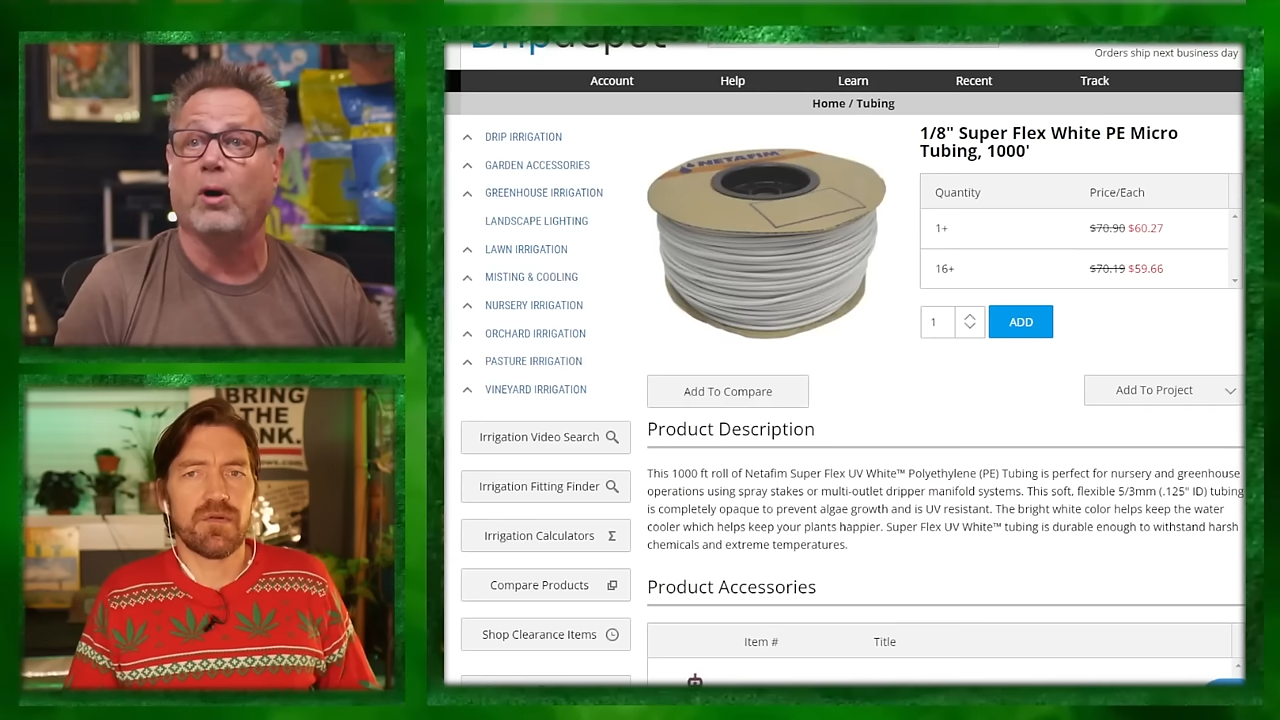 Dripdepot
Orders ship next business day
Account
Help
Learn
Recent
Track
Home / Tubing
DRIP IRRIGATION
GARDEN ACCESSORIES
GREENHOUSE IRRIGATION
LANDSCAPE LIGHTING
LAWN IRRIGATION
MISTING & COOLING
NURSERY IRRIGATION
ORCHARD IRRIGATION
PASTURE IRRIGATION
VINEYARD IRRIGATION
Irrigation Video Search
Irrigation Fitting Finder
Irrigation Calculators
Compare Products
Shop Clearance Items
NETAFIM
1/8" Super Flex White PE Micro
Tubing, 1000'
Quantity Price/Each
1+ $70.90 $60.27
16+ $70.19 $59.66
1
ADD
Add To Compare
Add To Project
Product Description
This 1000 ft roll of Netafim Super Flex UV White™ Polyethylene (PE) Tubing is perfect for nursery and greenhouse
operations using spray stakes or multi-outlet dripper manifold systems. This soft, flexible 5/3mm (.125" ID) tubing
is completely opaque to prevent algae growth and is UV resistant. The bright white color helps keep the water
cooler which helps keep your plants happier. Super Flex UV White™ tubing is durable enough to withstand harsh
chemicals and extreme temperatures.
Product Accessories
Item # Title
BRING
THE